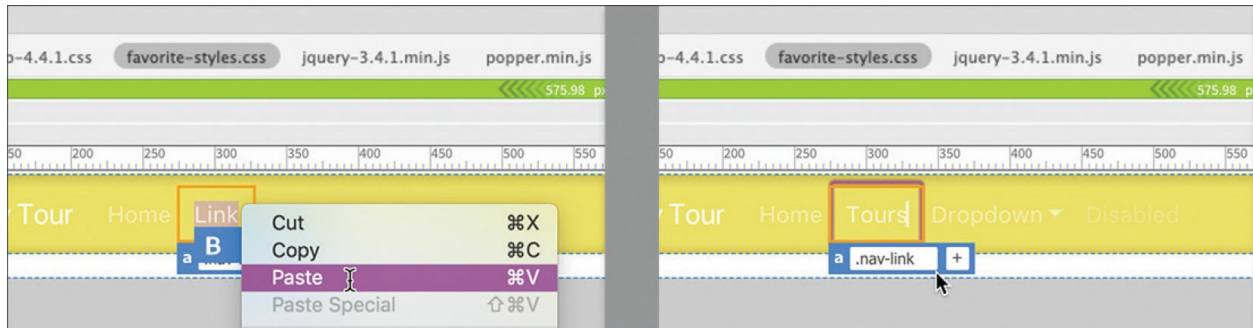 -4.4.1.css favorite-styles.css jquery-3.4.1.min.js popper.min.js
575.98 px
50 200 250 300 350 400 450 500 550
Tour Home Link
B
a
Cut ⌘X
Copy ⌘C
Paste ⌘V
Paste Special ⇧⌘V
-4.4.1.css favorite-styles.css jquery-3.4.1.min.js popper.min.js
575.98 p
50 200 250 300 350 400 450 500 550
Tour Home Tours Dropdown Disabled
a .nav-link +